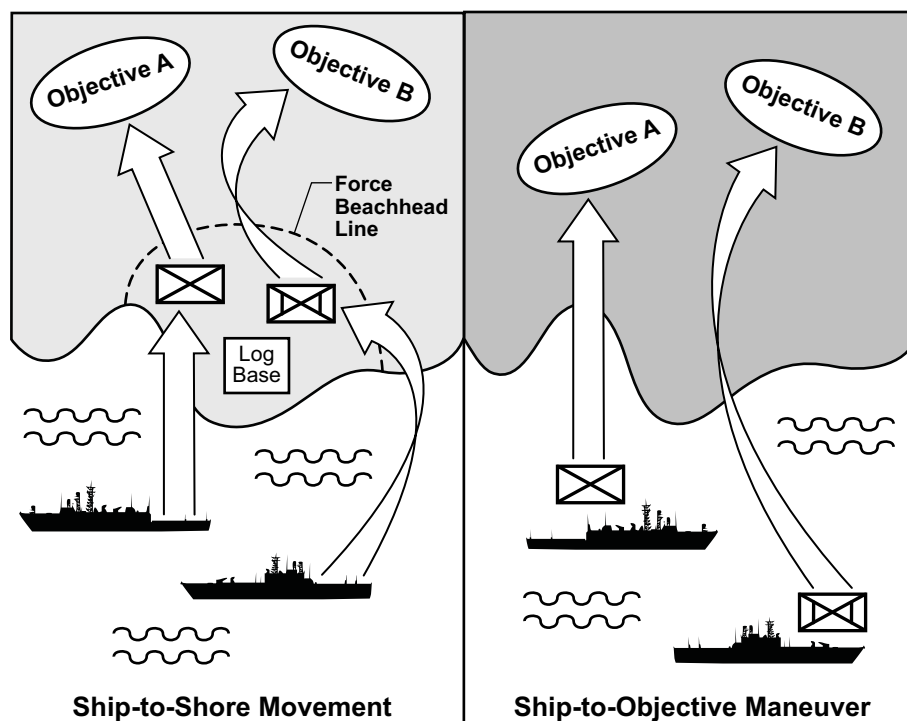 Objective A
Objective B
Force
Beachhead
Line
Log
Base
Ship-to-Shore Movement
Objective A
Objective B
Ship-to-Objective Maneuver